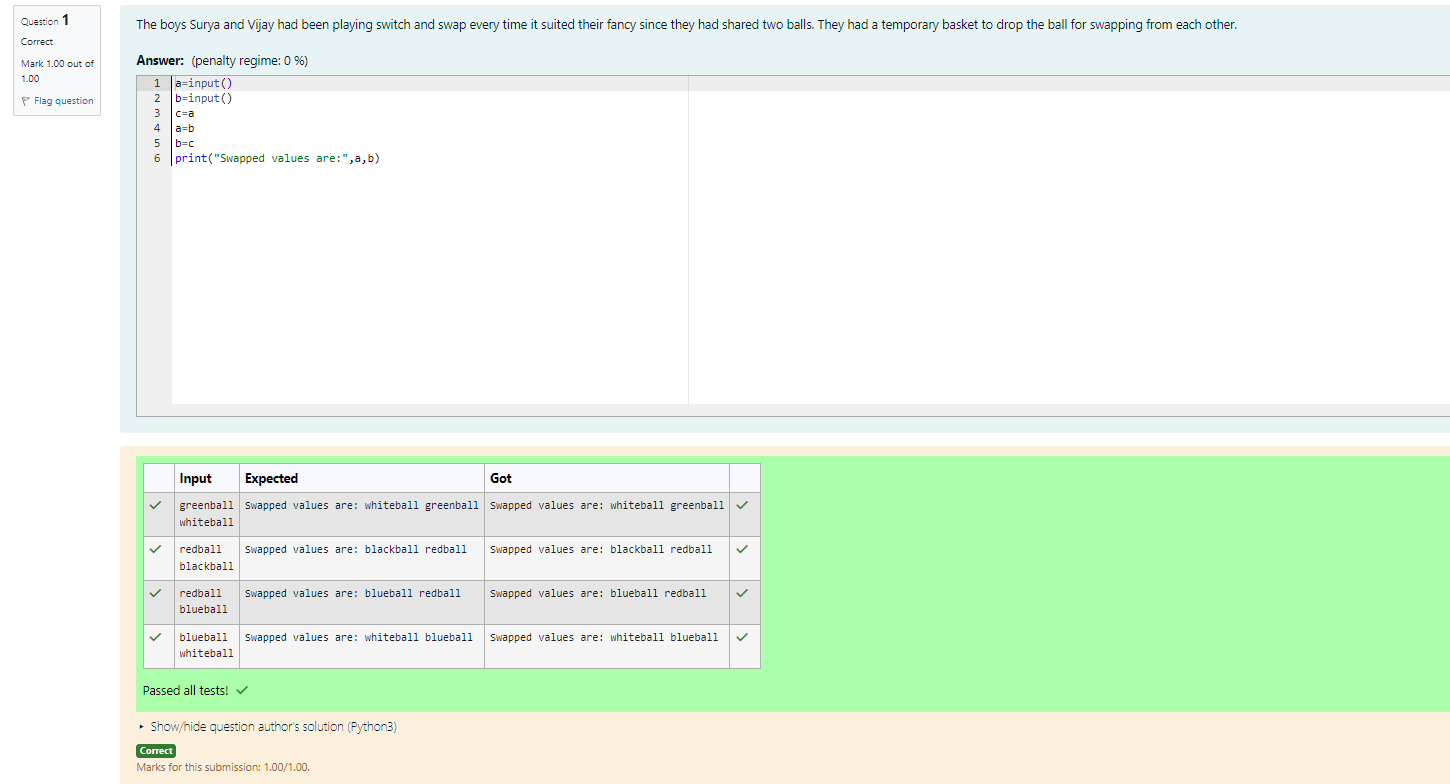 Question 1
Correct
Mark 1.00 out of
1.00
Flag question
The boys Surya and Vijay had been playing switch and swap every time it suited their fancy since they had shared two balls. They had a temporary basket to drop the ball for swapping from each other.
Answer: (penalty regime: 0 %)
1 a=input()
2 b=input()
3 c=a
4 a=b
5 b=c
6 print("Swapped values are:",a,b)
Input Expected Got
greenball Swapped values are: whiteball greenball Swapped values are: whiteball greenball
whiteball
redball Swapped values are: blackball redball Swapped values are: blackball redball
blackball
redball Swapped values are: blueball redball Swapped values are: blueball redball
blueball
blueball Swapped values are: whiteball blueball Swapped values are: whiteball blueball
whiteball
Passed all tests!
Show/hide question author's solution (Python3)
Correct
Marks for this submission: 1.00/1.00.